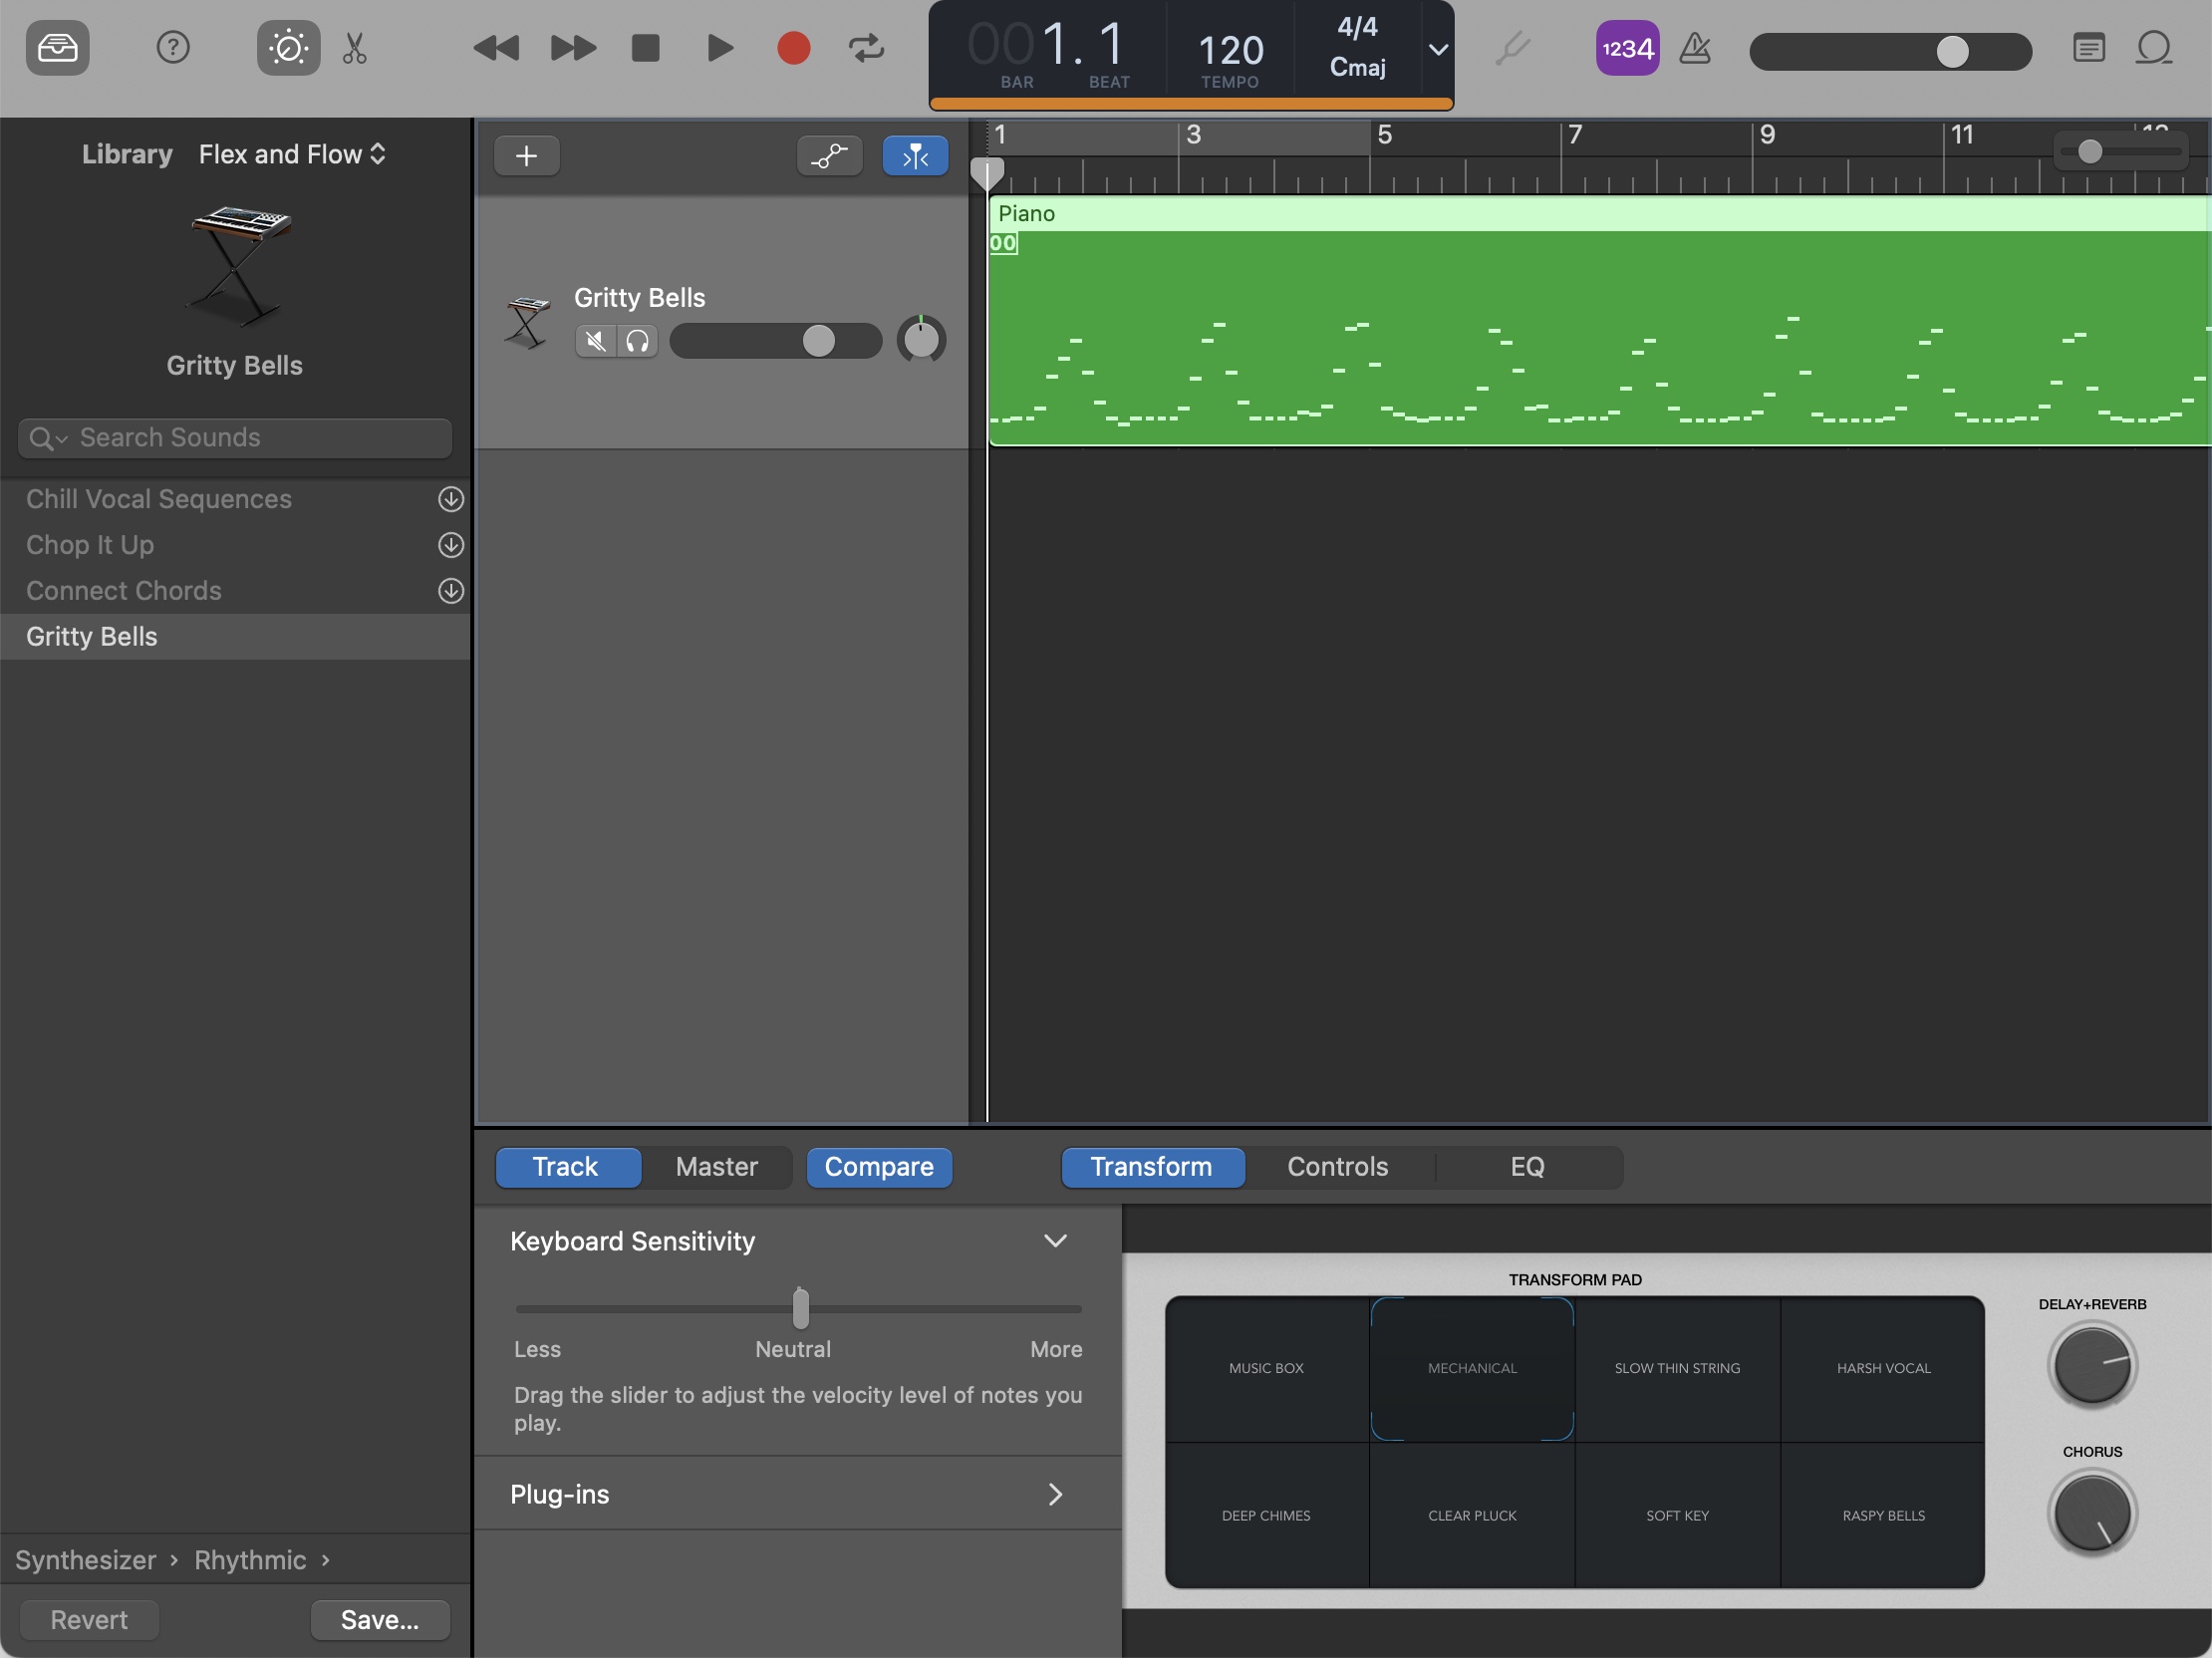 001.1
BAR
BEAT
120
TEMPO
4/4
Cmaj
1234
Library
Flex and Flow
Gritty Bells
Search Sounds
Chill Vocal Sequences
Chop It Up
Connect Chords
Gritty Bells
Synthesizer › Rhythmic ›
Revert
Save...
1 3 5 7 9 11
Gritty Bells
Piano
Track
Master
Compare
Transform
Controls
EQ
Keyboard Sensitivity
Less
Neutral
More
Drag the slider to adjust the velocity level of notes you
play.
Plug-ins
TRANSFORM PAD
MUSIC BOX
MECHANICAL
SLOW THIN STRING
HARSH VOCAL
DEEP CHIMES
CLEAR PLUCK
SOFT KEY
RASPY BELLS
DELAY+REVERB
CHORUS